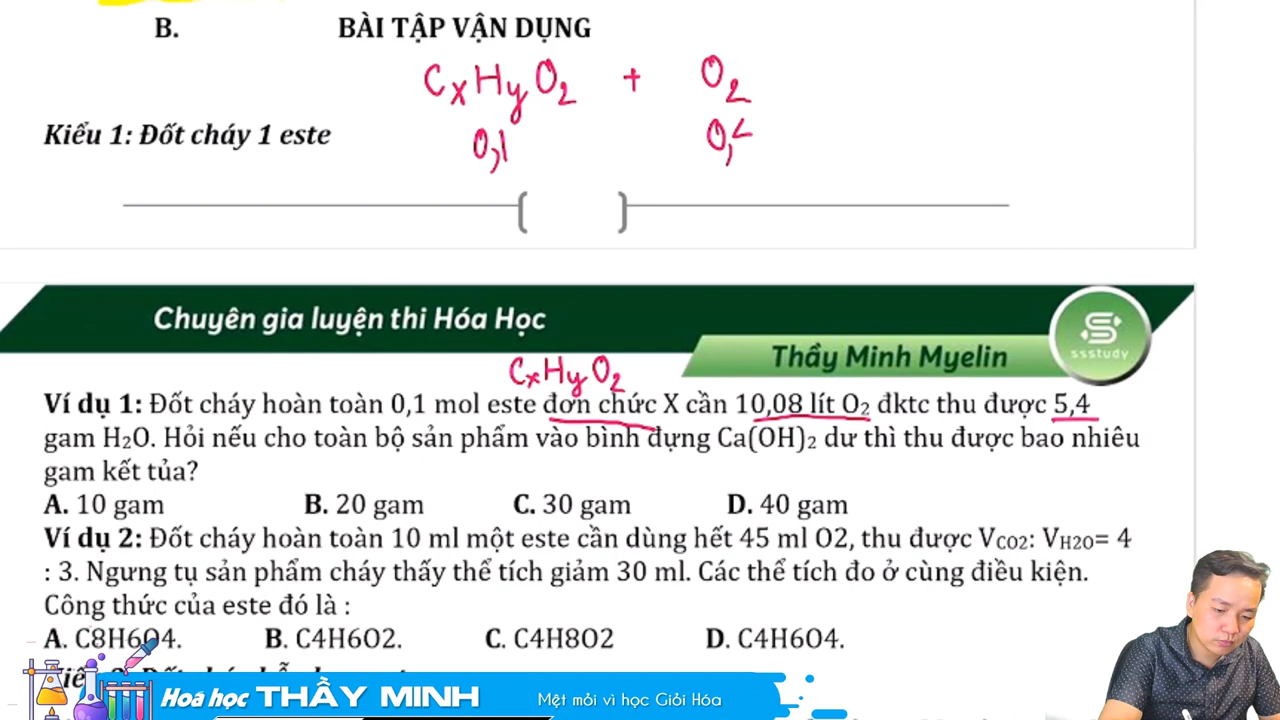 B. BÀI TẬP VẬN DỤNG
CxHyO2 + O2
Kiểu 1: Đốt cháy 1 este
0,1
Chuyên gia luyện thi Hóa Học
ssstudy
Thầy Minh Myelin
CxHyO2
Ví dụ 1: Đốt cháy hoàn toàn 0,1 mol este đơn chức X cần 10,08 lít O₂ đktc thu được 5,4
gam H₂O. Hỏi nếu cho toàn bộ sản phẩm vào bình đựng Ca(OH)₂ dư thì thu được bao nhiêu
gam kết tủa?
A. 10 gam B. 20 gam C. 30 gam D. 40 gam
Ví dụ 2: Đốt cháy hoàn toàn 10 ml một este cần dùng hết 45 ml O2, thu được VCO2: VH2O= 4
: 3. Ngưng tụ sản phẩm cháy thấy thể tích giảm 30 ml. Các thể tích đo ở cùng điều kiện.
Công thức của este đó là :
A. C8H6O4. B. C4H6O2. C. C4H8O2 D. C4H6O4.
Hoá học THẦY MINH Mệt mỏi vì học Giỏi Hóa